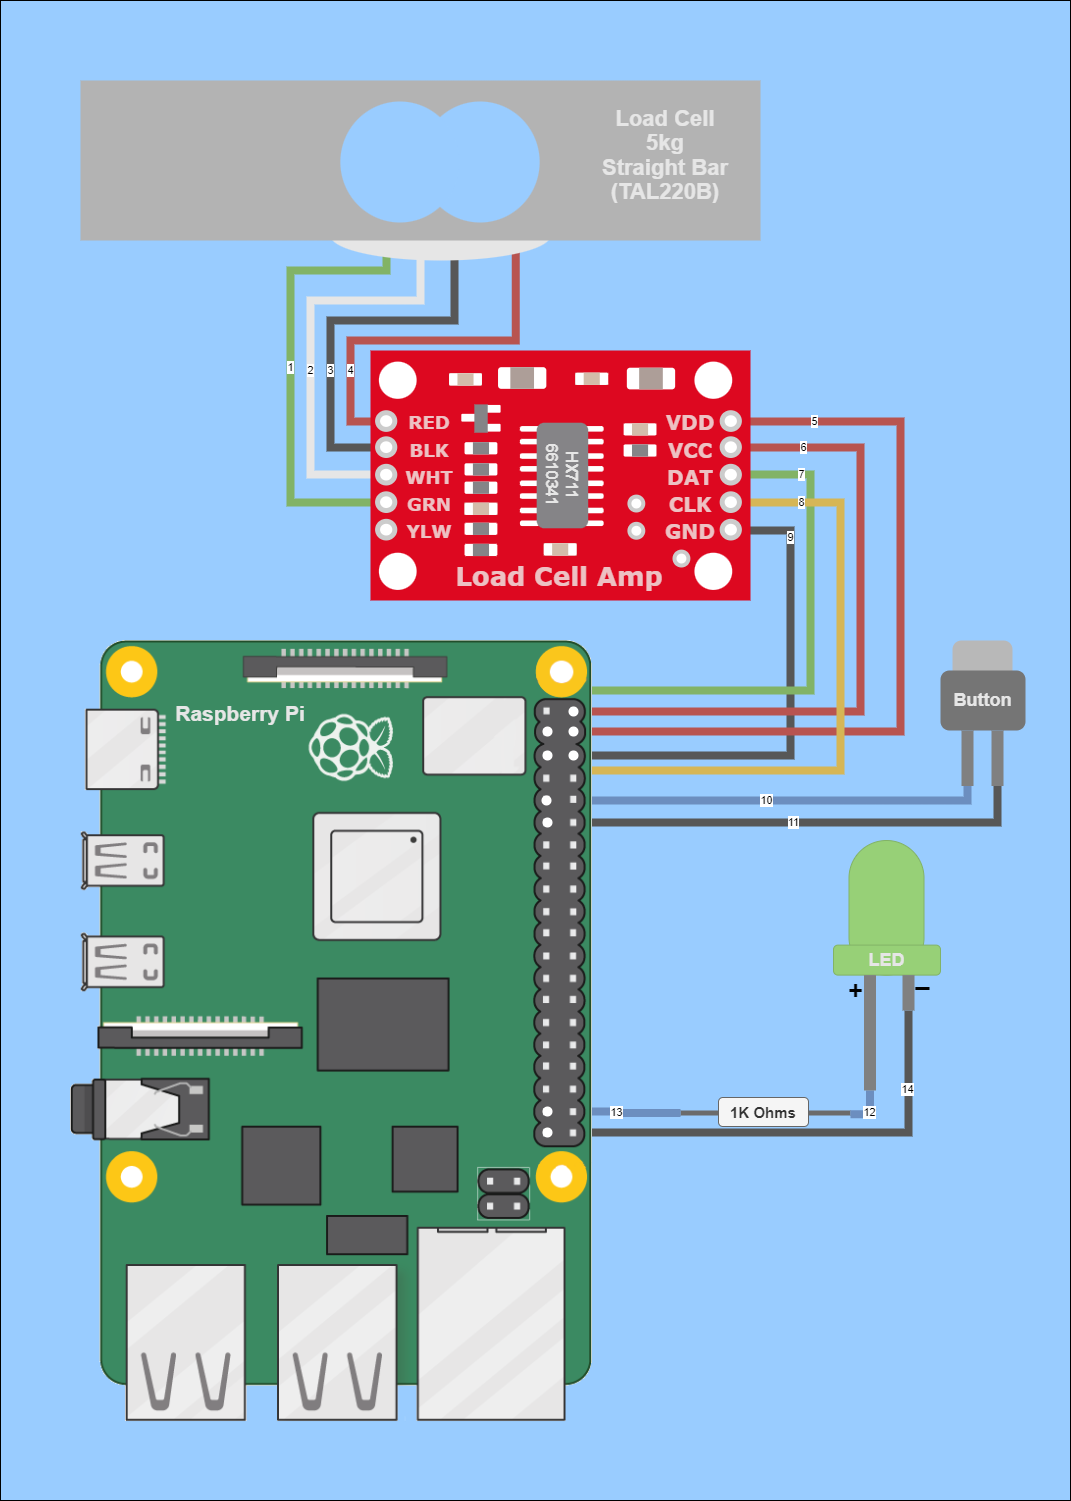 Load Cell
5kg
Straight Bar
(TAL220B)
1
2
3
4
RED
BLK
WHT
GRN
YLW
HX711
6610341
VDD
VCC
DAT
CLK
GND
Load Cell Amp
5
6
7
8
9
Raspberry Pi
Button
10
11
LED
+
−
13
1K Ohms
12
14